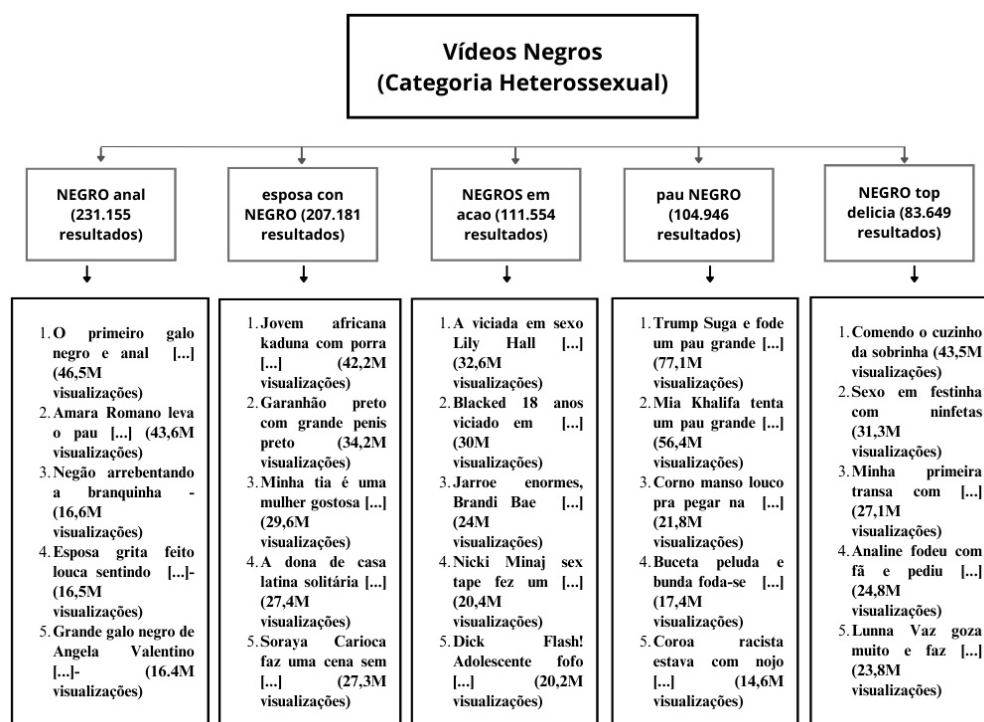 Vídeos Negros
(Categoria Heterossexual)
NEGRO anal
(231.155
resultados)
esposa con
NEGRO (207.181
resultados)
NEGROS em
acao (111.554
resultados)
pau NEGRO
(104.946
resultados)
NEGRO top
delicia (83.649
resultados)
1. O primeiro galo
negro e anal [...]
(46,5M
visualizações)
2. Amara Romano leva
o pau [...] (43,6M
visualizações)
3. Negão arrebentando
a branquinha -
(16,6M
visualizações)
4. Esposa grita feito
louca sentindo [...]-
(16,5M
visualizações)
5. Grande galo negro de
Angela Valentino
[...]- (16.4M
visualizações)
1. Jovem africana
kaduna com porra
[...] (42,2M
visualizações)
2. Garanhão preto
com grande penis
preto (34,2M
visualizações)
3. Minha tia é uma
mulher gostosa [...]
(29,6M
visualizações)
4. A dona de casa
latina solitária [...]
(27,4M
visualizações)
5. Soraya Carioca
faz uma cena sem
[...] (27,3M
visualizações)
1. A viciada em sexo
Lily Hall [...]
(32,6M
visualizações)
2. Blacked 18 anos
viciado em [...]
(30M
visualizações)
3. Jarroe enormes,
Brandi Bae [...]
(24M
visualizações)
4. Nicki Minaj sex
tape fez um [...]
(20,4M
visualizações)
5. Dick Flash!
Adolescente fofo
[...] (20,2M
visualizações)
1. Trump Suga e fode
um pau grande [...]
(77,1M
visualizações)
2. Mia Khalifa tenta
um pau grande [...]
(56,4M
visualizações)
3. Corno manso louco
pra pegar na [...]
(21,8M
visualizações)
4. Buceta peluda e
bunda foda-se [...]
(17,4M
visualizações)
5. Coroa racista
estava com nojo
[...] (14,6M
visualizações)
1. Comendo o cuzinho
da sobrinha (43,5M
visualizações)
2. Sexo em festinha
com ninfetas
(31,3M
visualizações)
3. Minha primeira
transa com [...]
(27,1M
visualizações)
4. Analine fodeu com
fã e pediu [...]
(24,8M
visualizações)
5. Lunna Vaz goza
muito e faz [...]
(23,8M
visualizações)